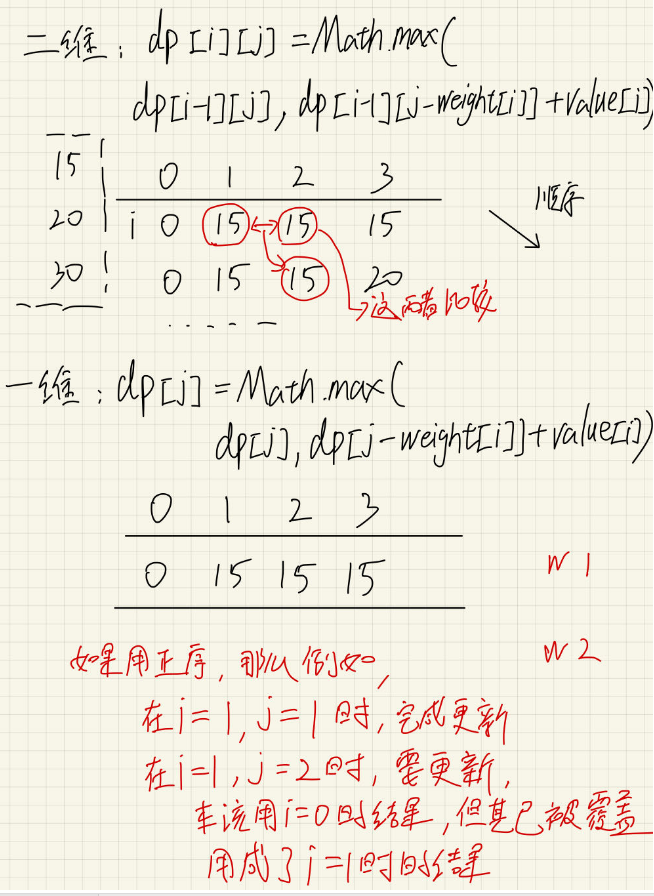 二维：dp[i][j] = Math.max(
dp[i-1][j], dp[i-1][j-weight[i]]+value[i])
15 0 1 2 3
20 i 0 15 15 15
30 0 15 15 20
顺序
这两者比较
一维：dp[j] = Math.max(
dp[j], dp[j-weight[i]]+value[i])
0 1 2 3
0 15 15 15
w 1
如果用正序，那么例如，
w 2
在i=1，j=1时，完成更新
在i=1，j=2时，需更新，
本该用i=0时结果，但其已被覆盖
用成了i=1时的结果